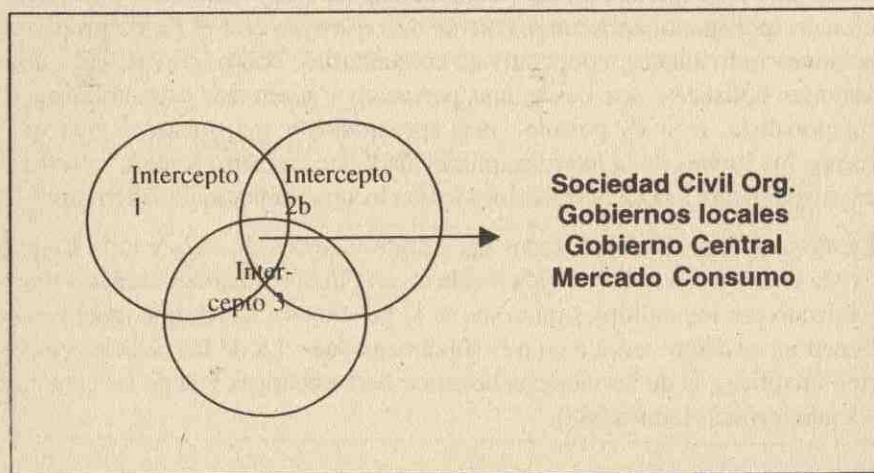 Intercepto
1
Intercepto
2b
Inter-
cepto 3
Sociedad Civil Org.
Gobiernos locales
Gobierno Central
Mercado Consumo